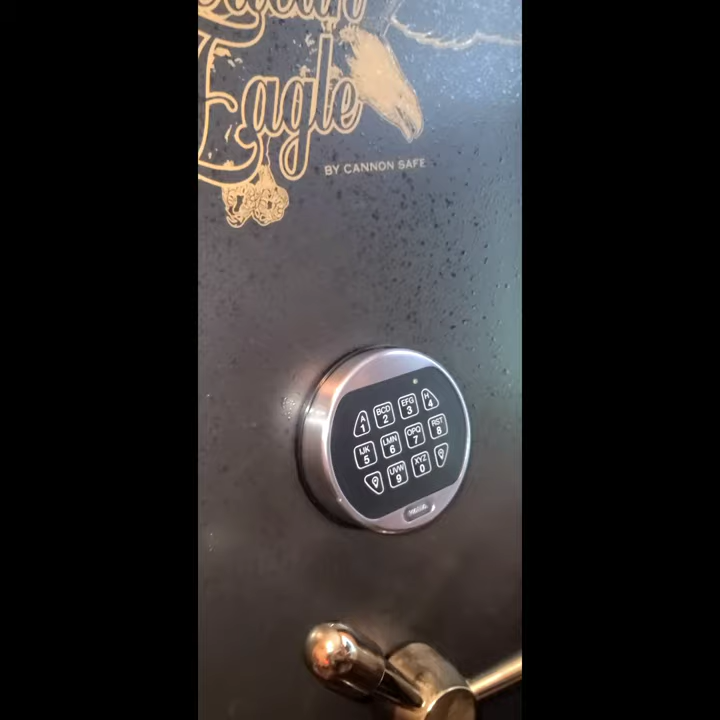 Eagle
BY CANNON SAFE
A BCD EFG H
1 2 3 4
IJK LMN OPQ RST
5 6 7 8
UVW XYZ
9 0